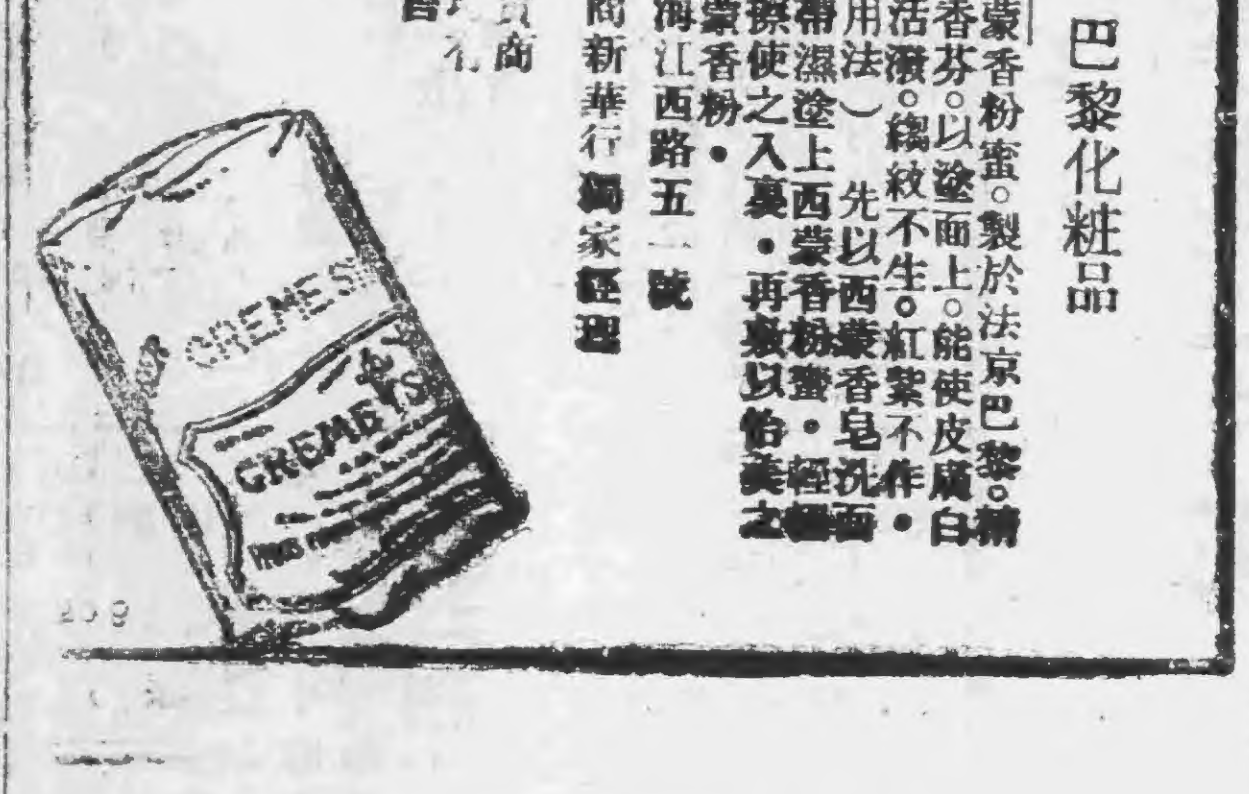 巴黎化粧品
蒙香粉蜜。製於法京巴黎。精
香芬。以塗面上。能使皮膚白
活潑。縐紋不生。紅絷不作．
用法） 先以西蒙香皂洗面
帶濕塗上西蒙香粉蜜．輕輕
擦使之入裏．再敷以怡美之
蒙香粉．
海江西路五一號
商新華行獨家經理
商
CREME S
CREME S
209